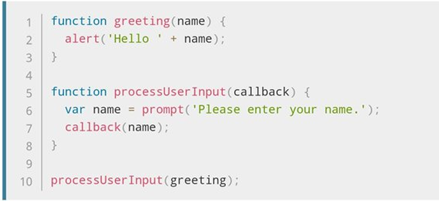 1 function greeting(name) {
2   alert('Hello ' + name);
3 }
4
5 function processUserInput(callback) {
6   var name = prompt('Please enter your name.');
7   callback(name);
8 }
9
10 processUserInput(greeting);